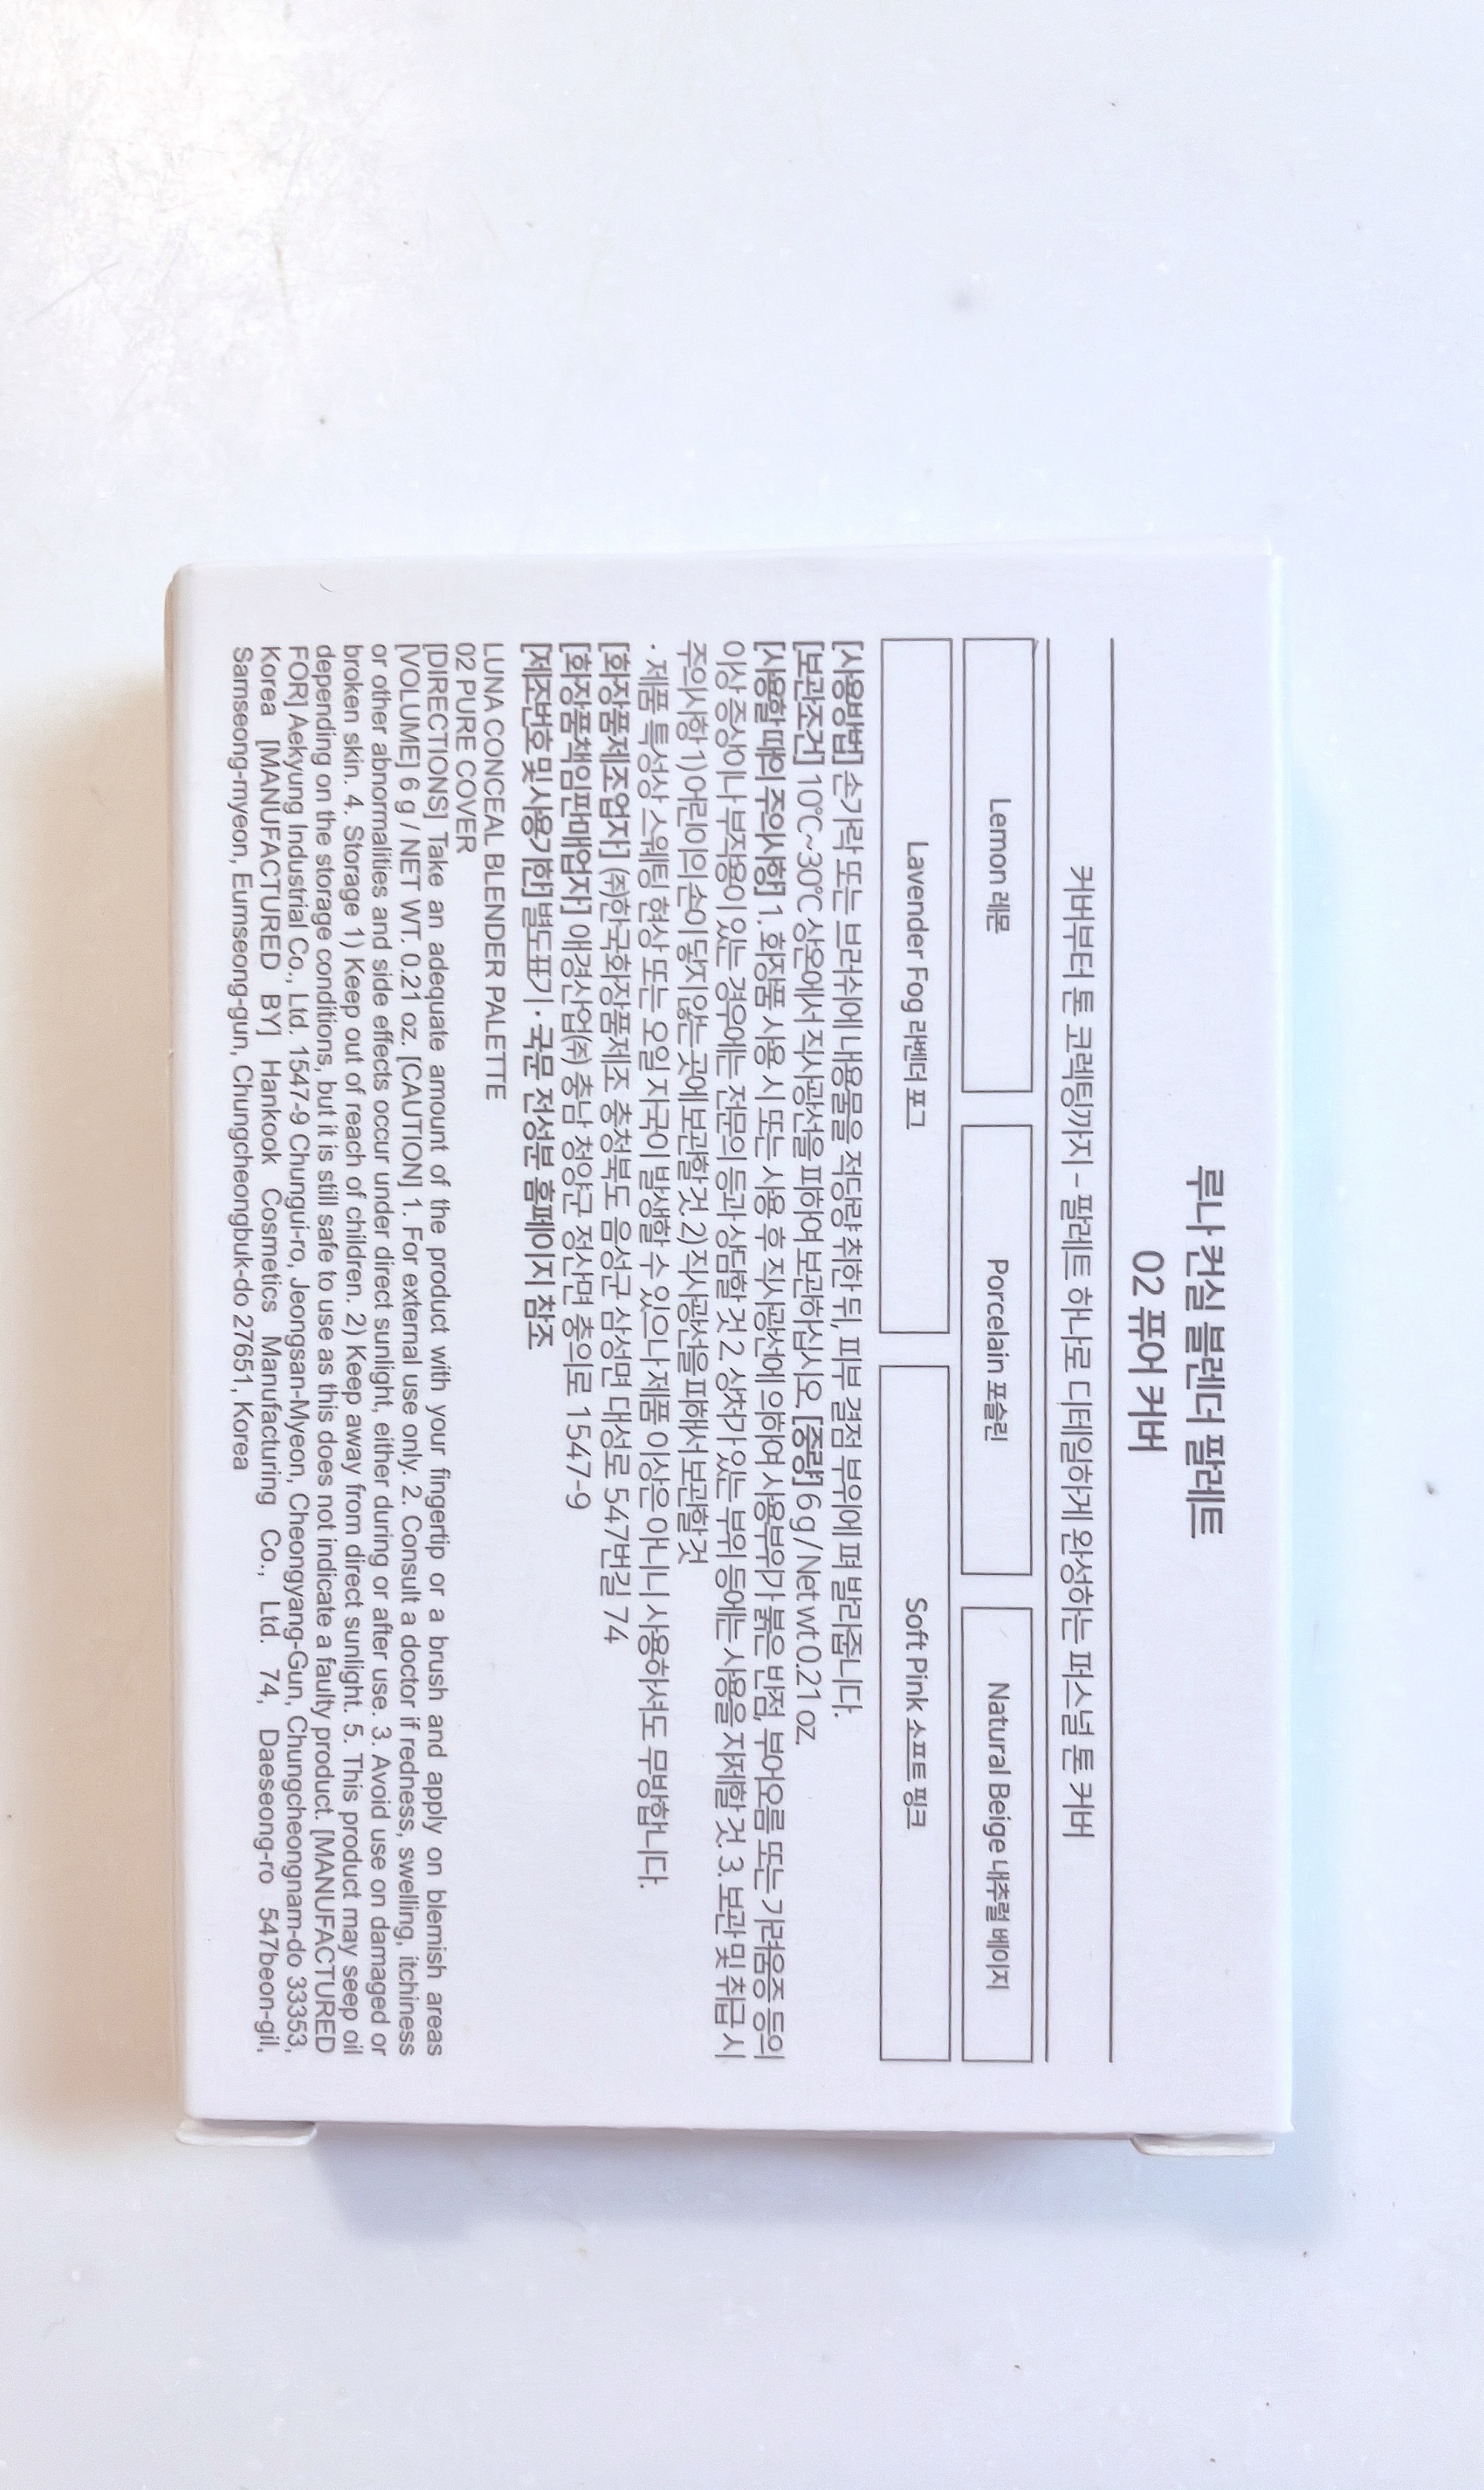 루나 컨실 블렌더 팔레트
02 퓨어 커버
커버부터 톤 코렉팅까지 - 팔레트 하나로 디테일하게 완성하는 퍼스널 톤 커버
Lemon 레몬
Porcelain 포슬린
Natural Beige 내추럴 베이지
Lavender Fog 라벤더 포그
Soft Pink 소프트 핑크
[사용방법] 손가락 또는 브러쉬에 내용물을 적당량 취한 뒤, 피부 결점 부위에 펴 발라줍니다.
[보관조건] 10℃~30℃ 상온에서 직사광선을 피하여 보관하십시오. [중량] 6 g / Net wt 0.21 oz.
[사용할 때의 주의사항] 1. 화장품 사용 시 또는 사용 후 직사광선에 의하여 사용부위가 붉은 반점, 부어오름 또는 가려움증 등의
이상 증상이나 부작용이 있는 경우에는 전문의 등과 상담할 것 2. 상처가 있는 부위 등에는 사용을 자제할 것. 3. 보관 및 취급 시
주의사항 1) 어린이의 손이 닿지 않는 곳에 보관할 것. 2) 직사광선을 피해서 보관할 것
· 제품 특성상 스웨팅 현상 또는 오일 자국이 발생할 수 있으나 제품 이상은 아니니 사용하셔도 무방합니다.
[화장품제조업자] (주)한국화장품제조 충청북도 음성군 삼성면 대성로 547번길 74
[화장품책임판매업자] 애경산업(주) 충남 청양군 정산면 충의로 1547-9
[제조번호 및 사용기한] 별도표기 · 국문 전성분 홈페이지 참조
LUNA CONCEAL BLENDER PALETTE
02 PURE COVER
[DIRECTIONS] Take an adequate amount of the product with your fingertip or a brush and apply on blemish areas
[VOLUME] 6 g / NET WT. 0.21 oz. [CAUTION] 1. For external use only. 2. Consult a doctor if redness, swelling, itchiness
or other abnormalities and side effects occur under direct sunlight, either during or after use. 3. Avoid use on damaged or
broken skin. 4. Storage 1) Keep out of reach of children. 2) Keep away from direct sunlight. 5. This product may seep oil
depending on the storage conditions, but it is still safe to use as this does not indicate a faulty product. [MANUFACTURED
FOR] Aekyung Industrial Co., Ltd. 1547-9 Chungui-ro, Jeongsan-Myeon, Cheongyang-Gun, Chungcheongnam-do 33353,
Korea [MANUFACTURED BY] Hankook Cosmetics Manufacturing Co., Ltd. 74, Daeseong-ro 547beon-gil,
Samseong-myeon, Eumseong-gun, Chungcheongbuk-do 27651, Korea